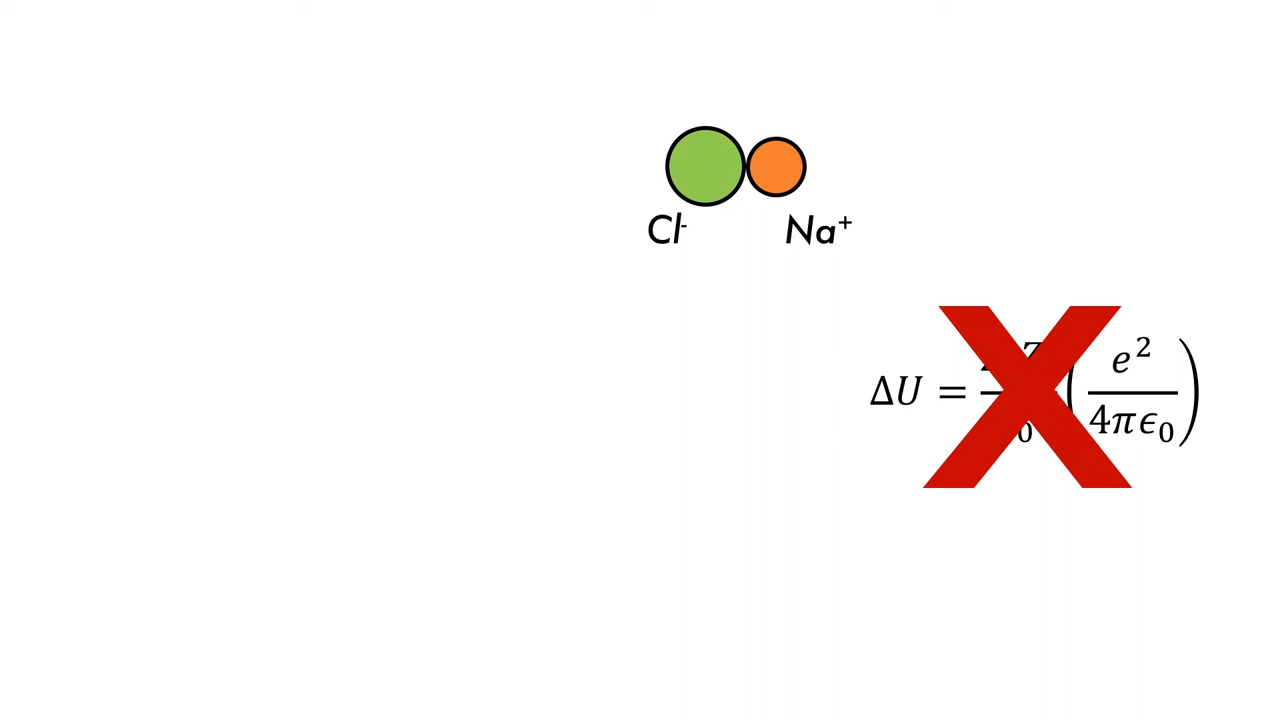 Cl⁻ Na⁺
ΔU = (e²/4πϵ₀)